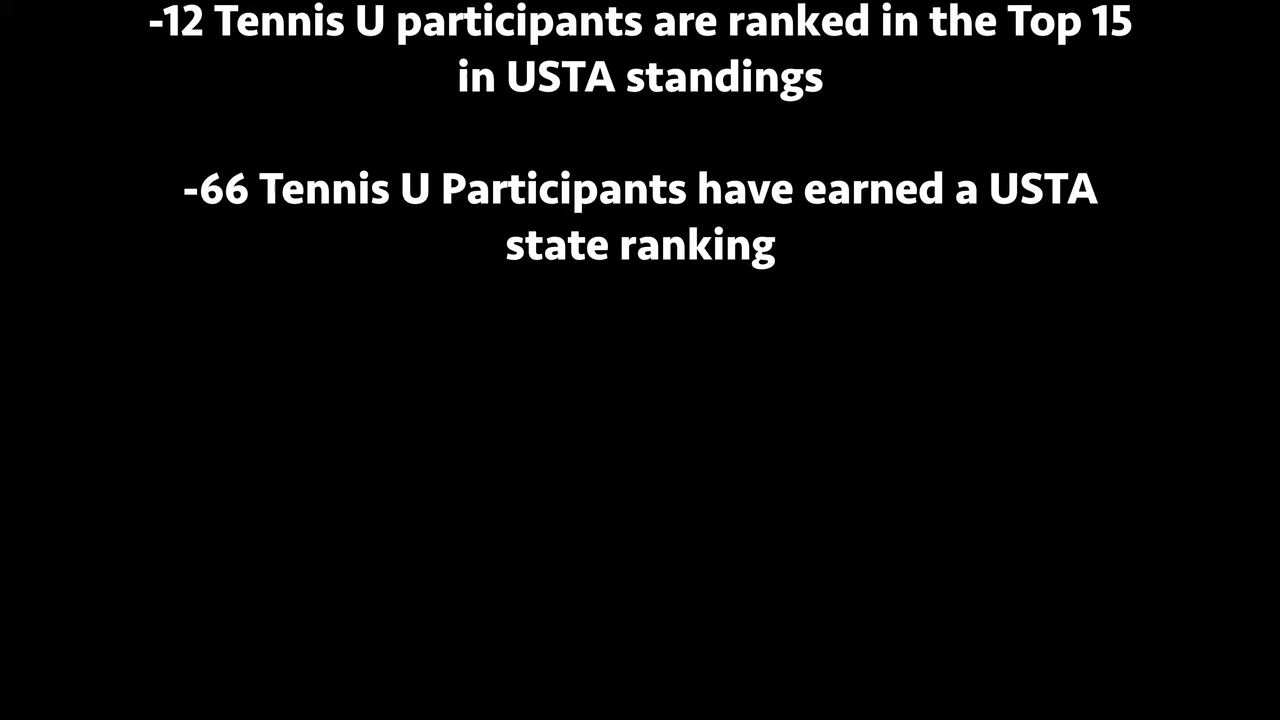 -12 Tennis U participants are ranked in the Top 15
in USTA standings
-66 Tennis U Participants have earned a USTA
state ranking